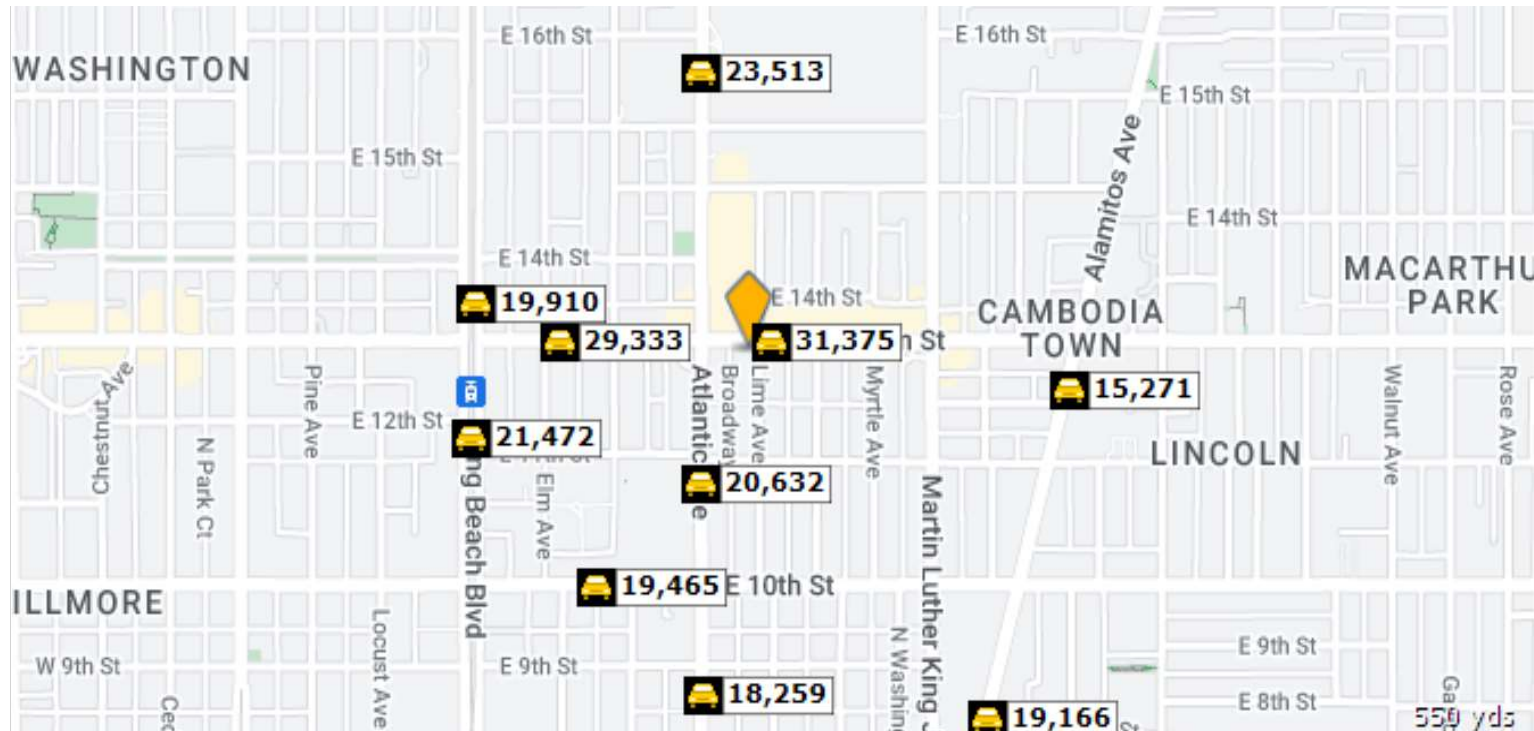 E 16th St
E 16th St
WASHINGTON
23,513
E 15th St
E 15th St
Alamitos Ave
E 14th St
E 14th St
MACARTHU
PARK
E 14th St
19,910
CAMBODIA
TOWN
29,333
31,375
h St
15,271
Chestnut Ave
Pine Ave
Atlantic
e
Broadway
Lime Ave
Myrtle Ave
Walnut Ave
Rose Ave
E 12th St
21,472
N Park Ct
LINCOLN
20,632
ng Beach Blvd
Elm Ave
Martin Luther King
19,465
E 10th St
ILLMORE
Locust Ave
N Washing
E 9th St
W 9th St
E 9th St
18,259
E 8th St
19,166
550 yds